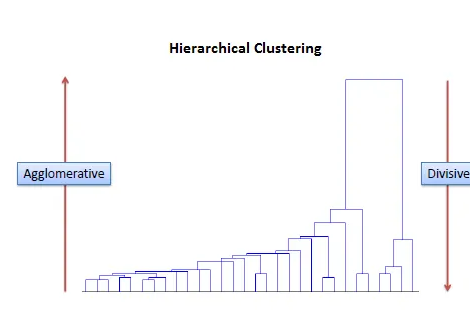 Hierarchical Clustering
Agglomerative
Divisive